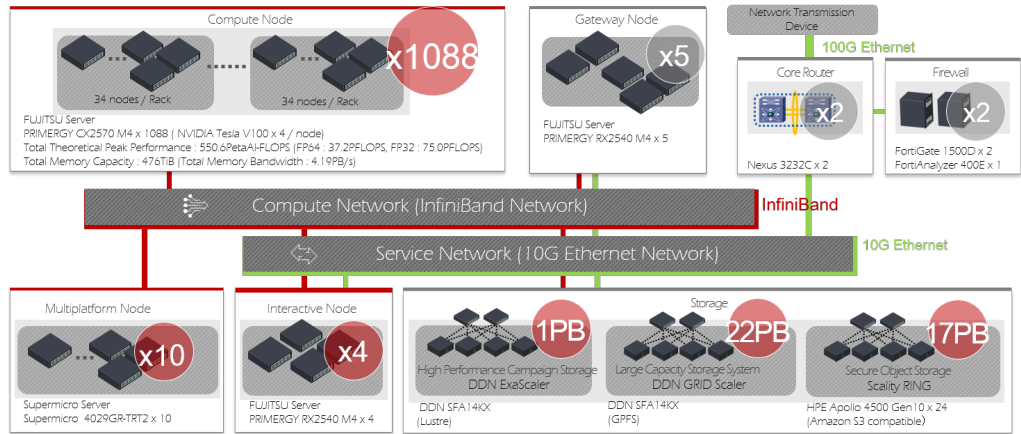 Compute Node
x1088
34 nodes / Rack
34 nodes / Rack
FUJITSU Server
PRIMERGY CX2570 M4 x 1088 ( NVIDIA Tesla V100 x 4 / node)
Total Theoretical Peak Performance : 550.6PetaAI-FLOPS (FP64 : 37.2PFLOPS, FP32 : 75.0PFLOPS)
Total Memory Capacity : 476TiB (Total Memory Bandwidth : 4.19PB/s)
Gateway Node
x5
FUJITSU Server
PRIMERGY RX2540 M4 x 5
Network Transmission
Device
100G Ethernet
Core Router
x2
Nexus 3232C x 2
Firewall
x2
FortiGate 1500D x 2
FortiAnalyzer 400E x 1
Compute Network (InfiniBand Network)
InfiniBand
Service Network (10G Ethernet Network)
10G Ethernet
Multiplatform Node
x10
Supermicro Server
Supermicro 4029GR-TRT2 x 10
Interactive Node
x4
FUJITSU Server
PRIMERGY RX2540 M4 x 4
Storage
1PB
High Performance Campaign Storage
DDN ExaScaler
DDN SFA14KX
(Lustre)
22PB
Large Capacity Storage System
DDN GRID Scaler
DDN SFA14KX
(GPFS)
17PB
Secure Object Storage
Scality RING
HPE Apollo 4500 Gen10 x 24
(Amazon S3 compatible)